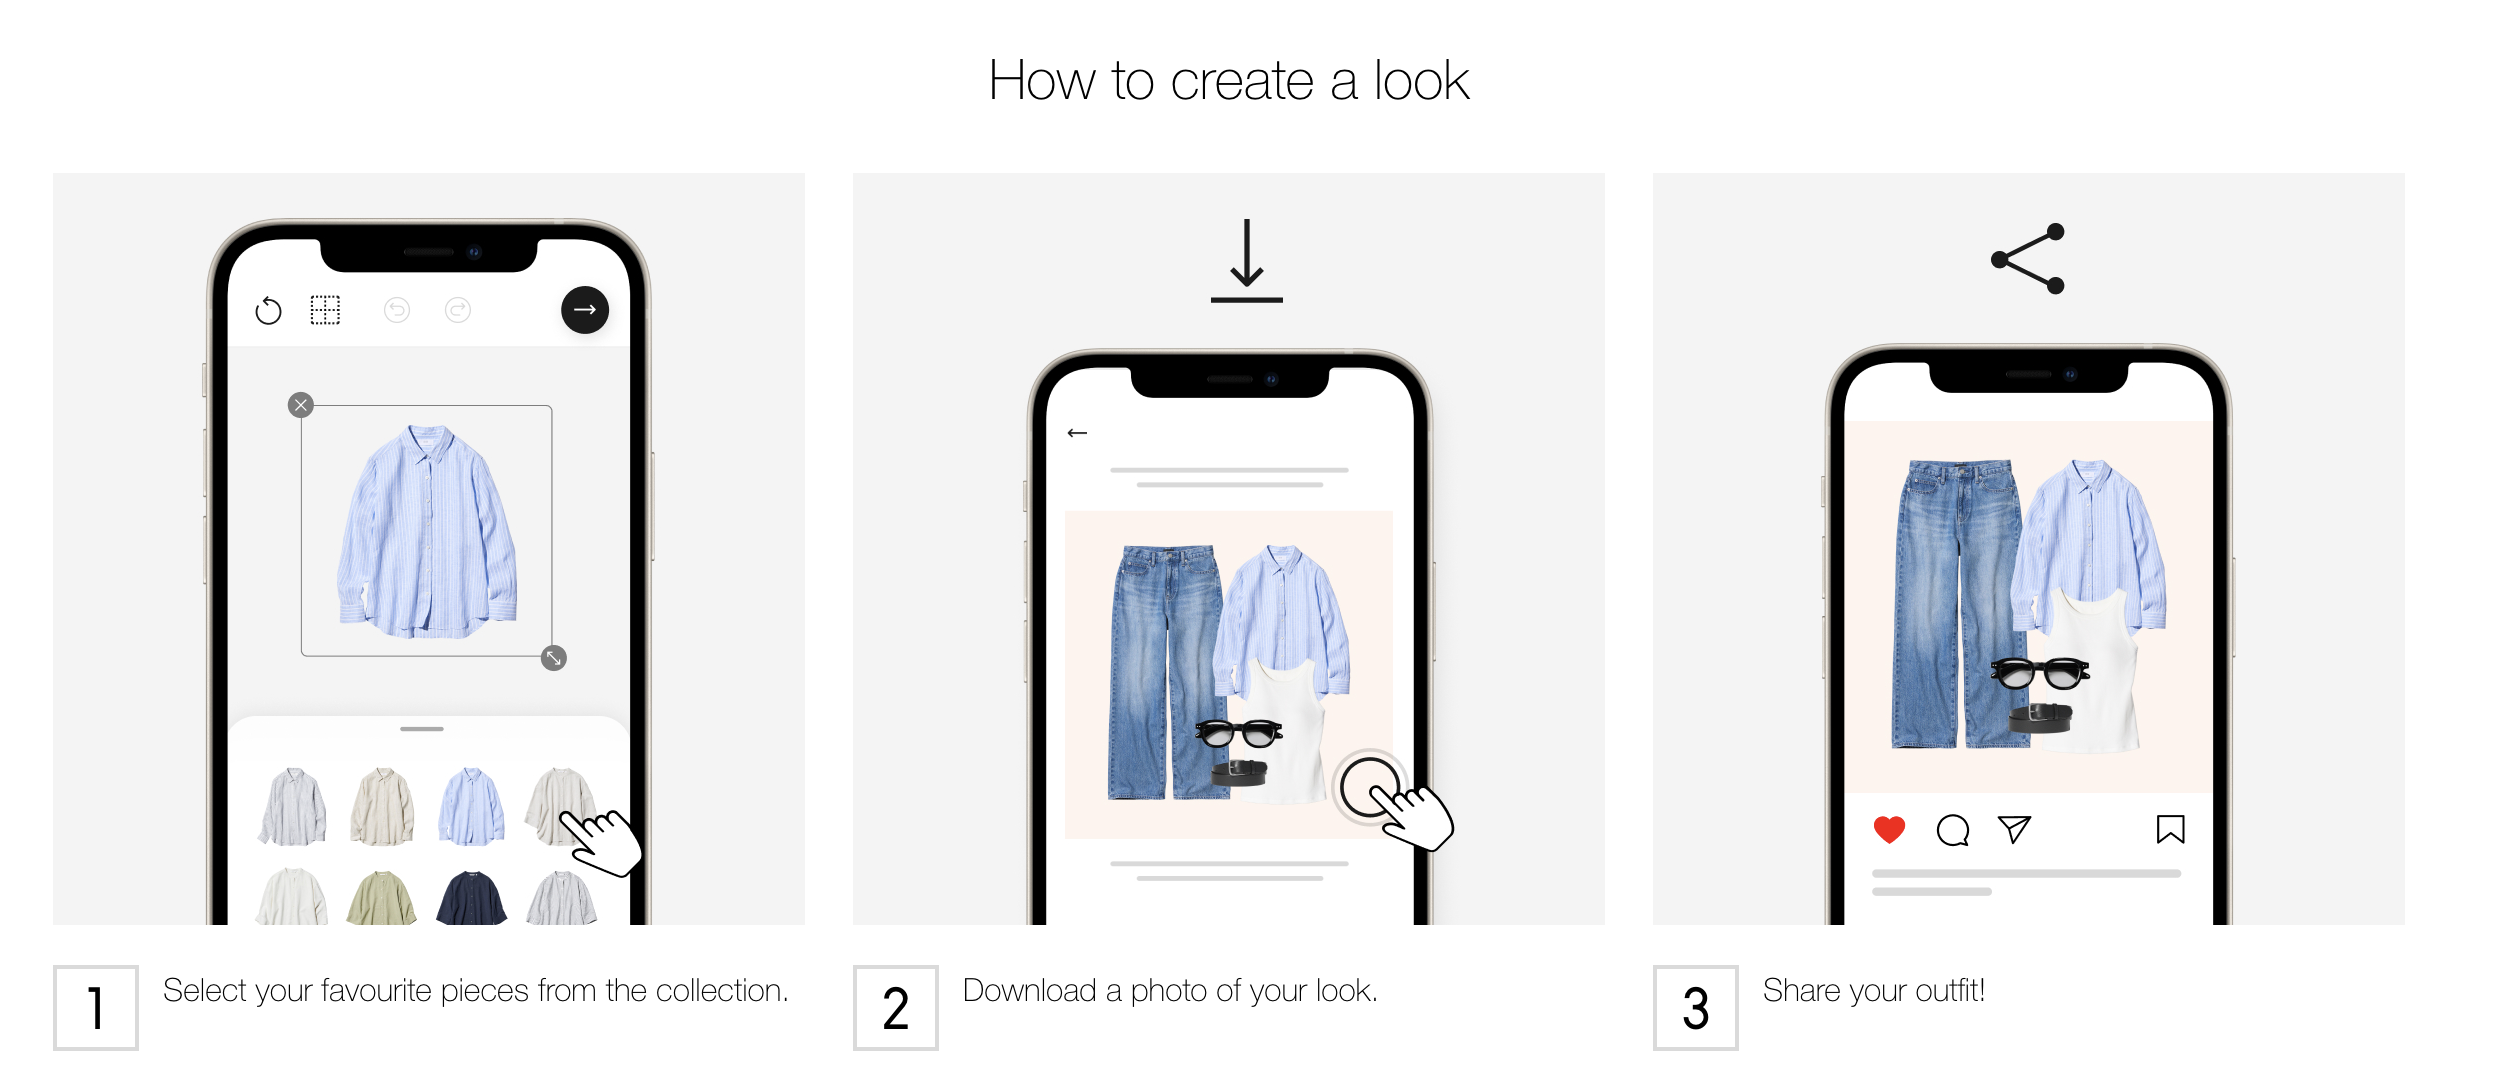 How to create a look
1
Select your favourite pieces from the collection.
2
Download a photo of your look.
3
Share your outfit!